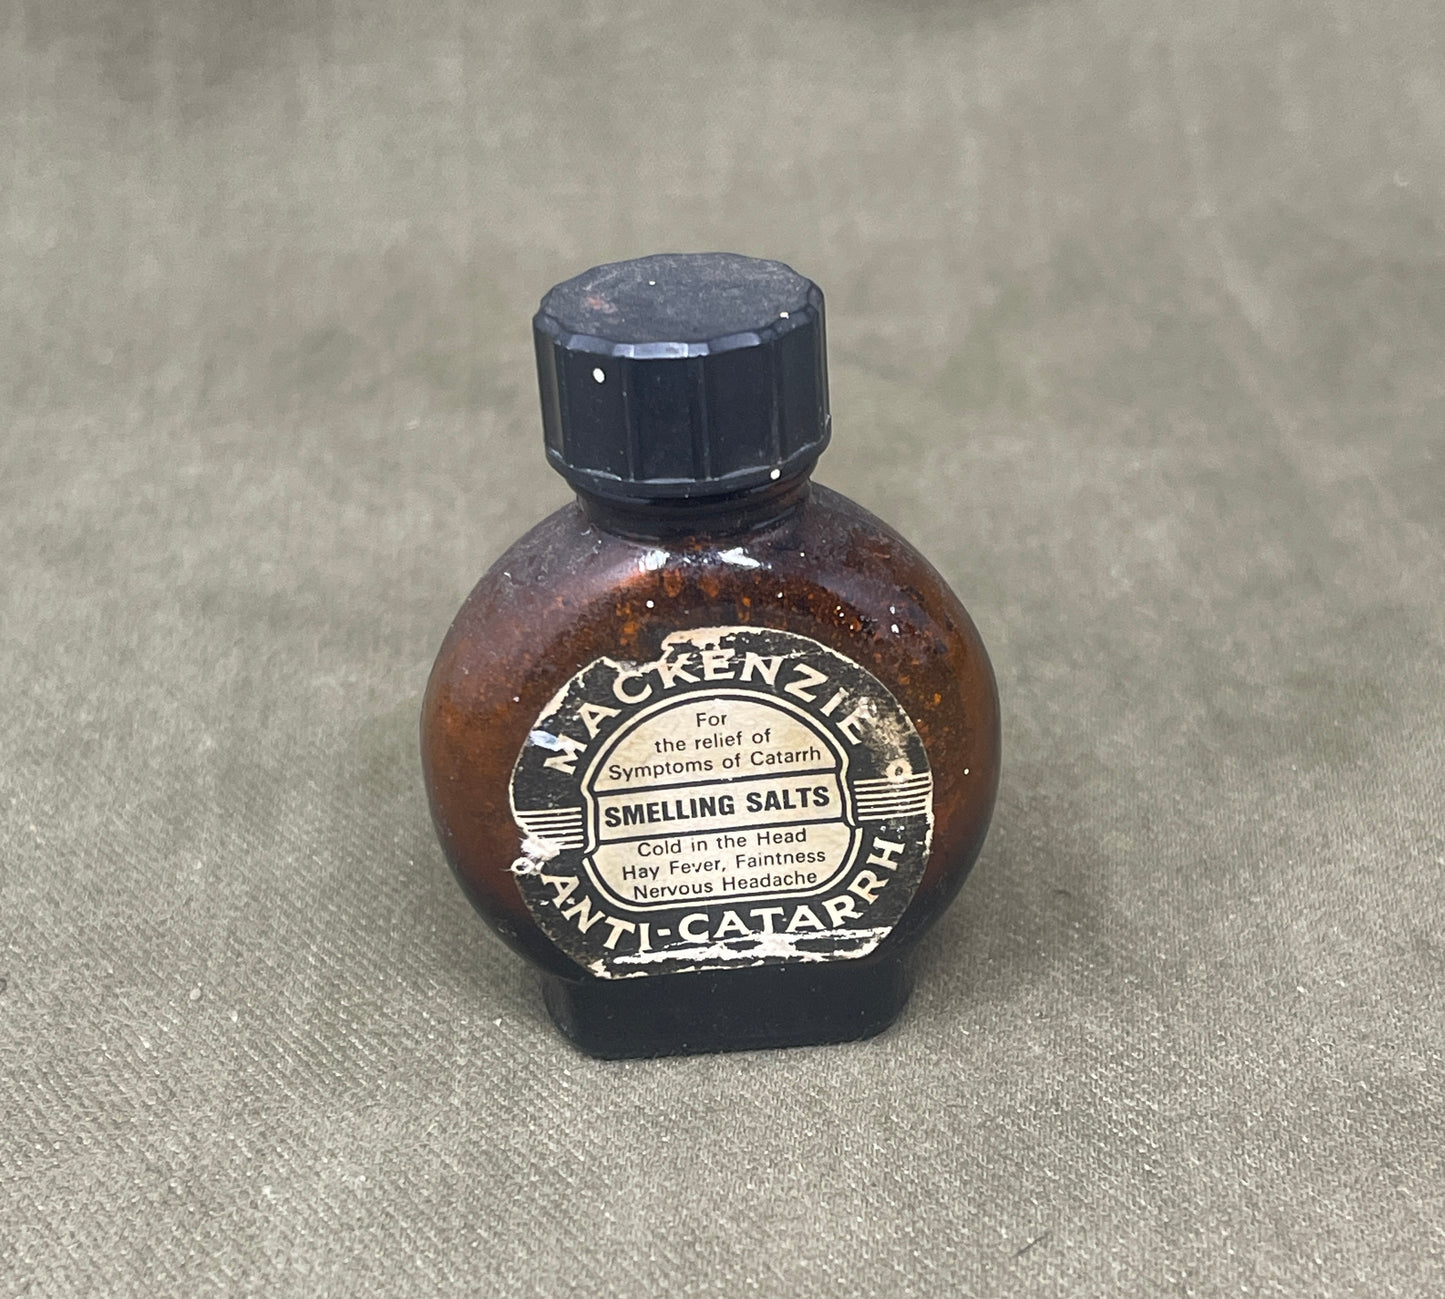 MACKENZIE
For
the relief of
Symptoms of Catarrh
SMELLING SALTS
Cold in the Head
Hay Fever, Faintness
Nervous Headache
ANTI-CATARRH